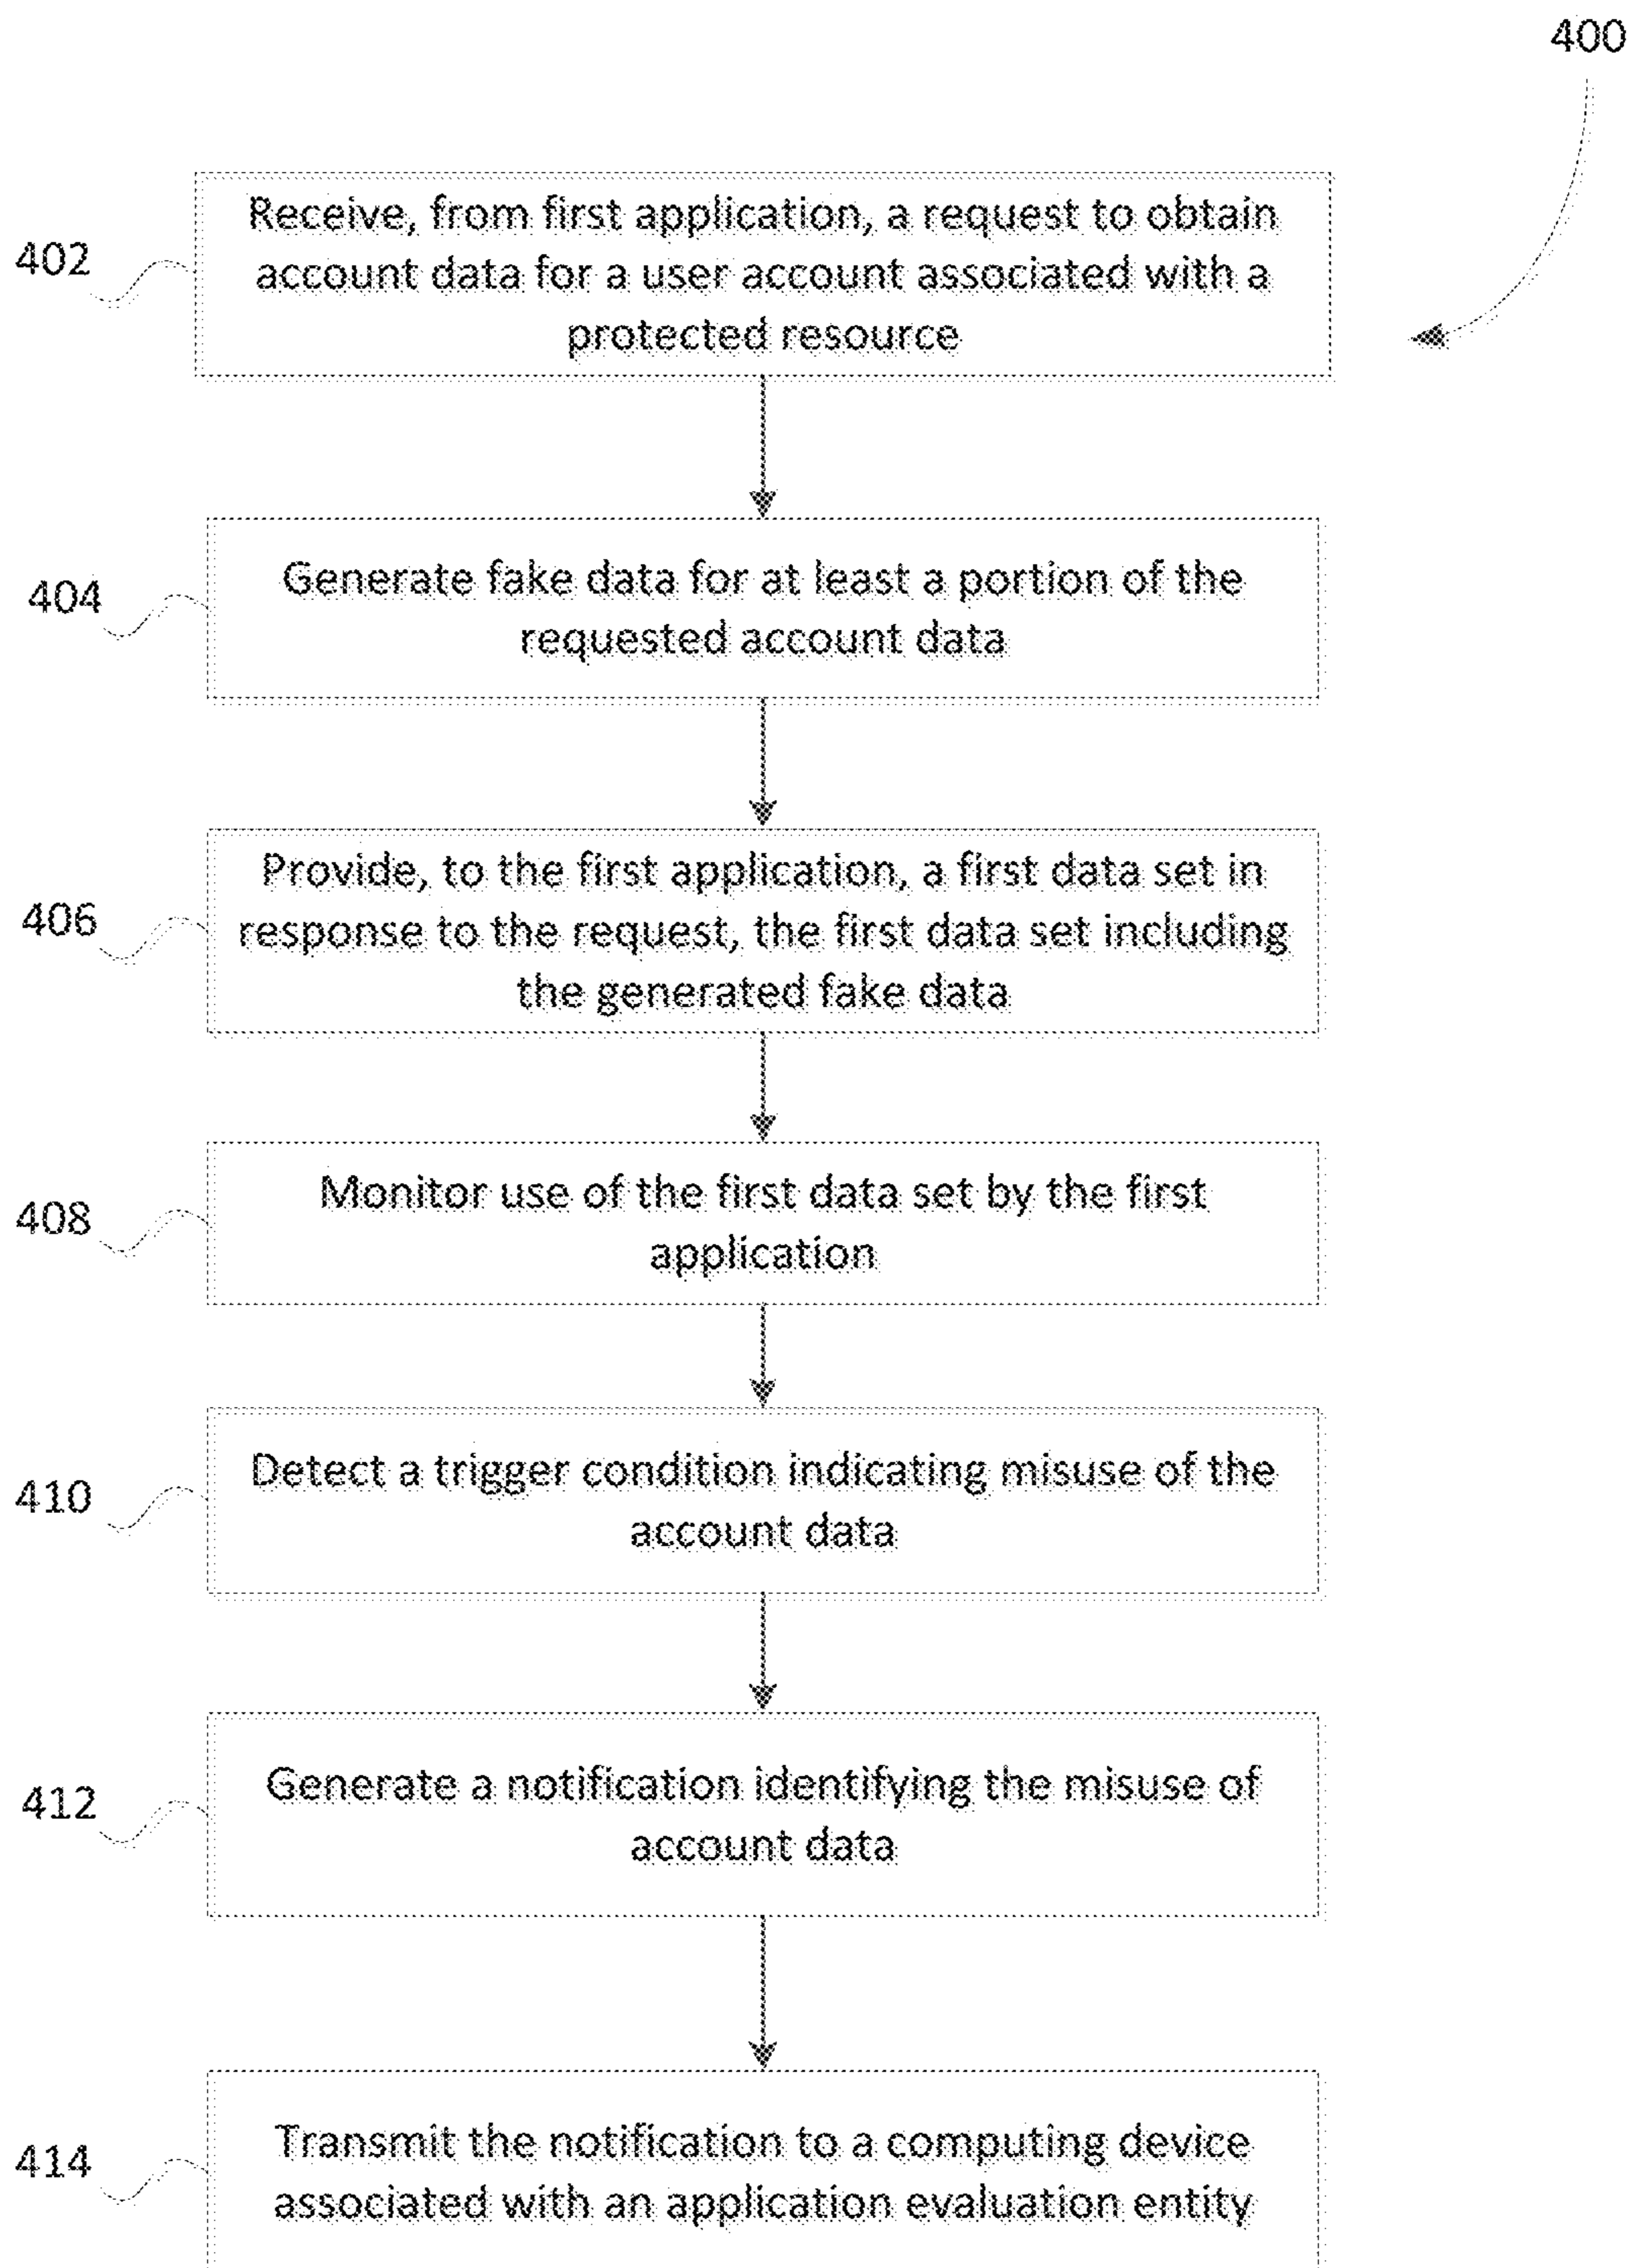 400
402
Receive, from first application, a request to obtain
account data for a user account associated with a
protected resource
404
Generate fake data for at least a portion of the
requested account data
406
Provide, to the first application, a first data set in
response to the request, the first data set including
the generated fake data
408
Monitor use of the first data set by the first
application
410
Detect a trigger condition indicating misuse of the
account data
412
Generate a notification identifying the misuse of
account data
414
Transmit the notification to a computing device
associated with an application evaluation entity